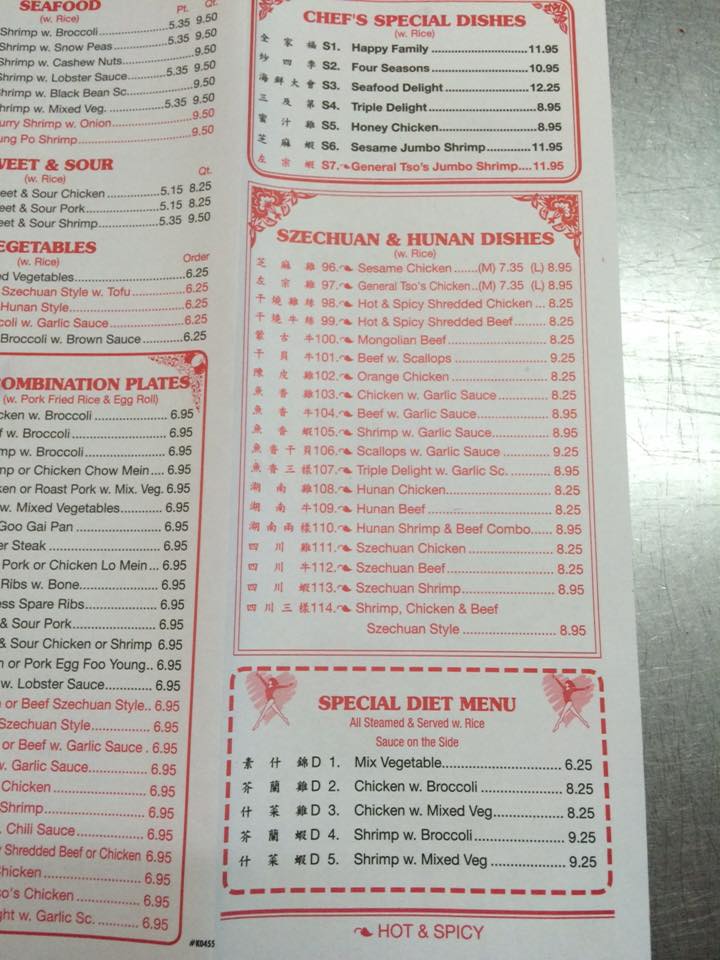 SEAFOOD
(w. Rice) Pt. Qt.
Shrimp w. Broccoli 5.35 9.50
Shrimp w. Snow Peas 5.35 9.50
Shrimp w. Cashew Nuts 9.50
Shrimp w. Lobster Sauce 5.35 9.50
Shrimp w. Black Bean Sc. 9.50
Shrimp w. Mixed Veg. 5.35 9.50
urry Shrimp w. Onion 9.50
ung Po Shrimp 9.50
WEET & SOUR
(w. Rice) Qt.
eet & Sour Chicken 5.15 8.25
eet & Sour Pork 5.15 8.25
eet & Sour Shrimp 5.35 9.50
EGETABLES
(w. Rice) Order
ed Vegetables 6.25
Szechuan Style w. Tofu 6.25
Hunan Style 6.25
coli w. Garlic Sauce 6.25
Broccoli w. Brown Sauce 6.25
COMBINATION PLATES
(w. Pork Fried Rice & Egg Roll)
cken w. Broccoli 6.95
f w. Broccoli 6.95
mp w. Broccoli 6.95
mp or Chicken Chow Mein 6.95
ken or Roast Pork w. Mix. Veg. 6.95
w. Mixed Vegetables 6.95
Goo Gai Pan 6.95
er Steak 6.95
Pork or Chicken Lo Mein 6.95
Ribs w. Bone 6.95
ess Spare Ribs 6.95
& Sour Pork 6.95
& Sour Chicken or Shrimp 6.95
n or Pork Egg Foo Young 6.95
w. Lobster Sauce 6.95
n or Beef Szechuan Style 6.95
Szechuan Style 6.95
or Beef w. Garlic Sauce 6.95
w. Garlic Sauce 6.95
Chicken 6.95
Shrimp 6.95
. Chili Sauce 6.95
y Shredded Beef or Chicken 6.95
Chicken 6.95
so's Chicken 6.95
ght w. Garlic Sc. 6.95
#K0455
CHEF'S SPECIAL DISHES
(w. Rice)
全家福 S1. Happy Family 11.95
炒四季 S2. Four Seasons 10.95
海鮮大會 S3. Seafood Delight 12.25
三及第 S4. Triple Delight 8.95
蜜汁雞 S5. Honey Chicken 8.95
芝麻蝦 S6. Sesame Jumbo Shrimp 11.95
左宗蝦 S7. General Tso's Jumbo Shrimp 11.95
SZECHUAN & HUNAN DISHES
(w. Rice)
芝麻雞 96. Sesame Chicken (M) 7.35 (L) 8.95
左宗雞 97. General Tso's Chicken (M) 7.35 (L) 8.95
干燒雞絲 98. Hot & Spicy Shredded Chicken 8.25
干燒牛絲 99. Hot & Spicy Shredded Beef 8.25
蒙古牛 100. Mongolian Beef 8.25
干貝牛 101. Beef w. Scallops 9.25
陳皮雞 102. Orange Chicken 8.25
魚香雞 103. Chicken w. Garlic Sauce 8.25
魚香牛 104. Beef w. Garlic Sauce 8.95
魚香蝦 105. Shrimp w. Garlic Sauce 8.25
魚香干貝 106. Scallops w. Garlic Sauce 9.25
魚香三樣 107. Triple Delight w. Garlic Sc. 8.95
湖南雞 108. Hunan Chicken 8.25
湖南牛 109. Hunan Beef 8.25
湖南兩樣 110. Hunan Shrimp & Beef Combo 8.95
四川雞 111. Szechuan Chicken 8.25
四川牛 112. Szechuan Beef 8.25
四川蝦 113. Szechuan Shrimp 8.95
四川三樣 114. Shrimp, Chicken & Beef
Szechuan Style 8.95
SPECIAL DIET MENU
All Steamed & Served w. Rice
Sauce on the Side
素什錦 D 1. Mix Vegetable 6.25
芥蘭雞 D 2. Chicken w. Broccoli 8.25
什菜雞 D 3. Chicken w. Mixed Veg 8.25
芥蘭蝦 D 4. Shrimp w. Broccoli 9.25
什菜蝦 D 5. Shrimp w. Mixed Veg 9.25
HOT & SPICY